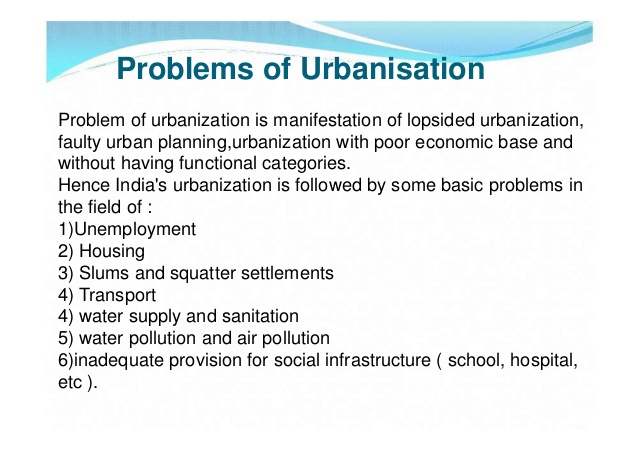 Problems of Urbanisation
Problem of urbanization is manifestation of lopsided urbanization,
faulty urban planning,urbanization with poor economic base and
without having functional categories.
Hence India's urbanization is followed by some basic problems in
the field of :
1)Unemployment
2) Housing
3) Slums and squatter settlements
4) Transport
4) water supply and sanitation
5) water pollution and air pollution
6)inadequate provision for social infrastructure ( school, hospital,
etc ).